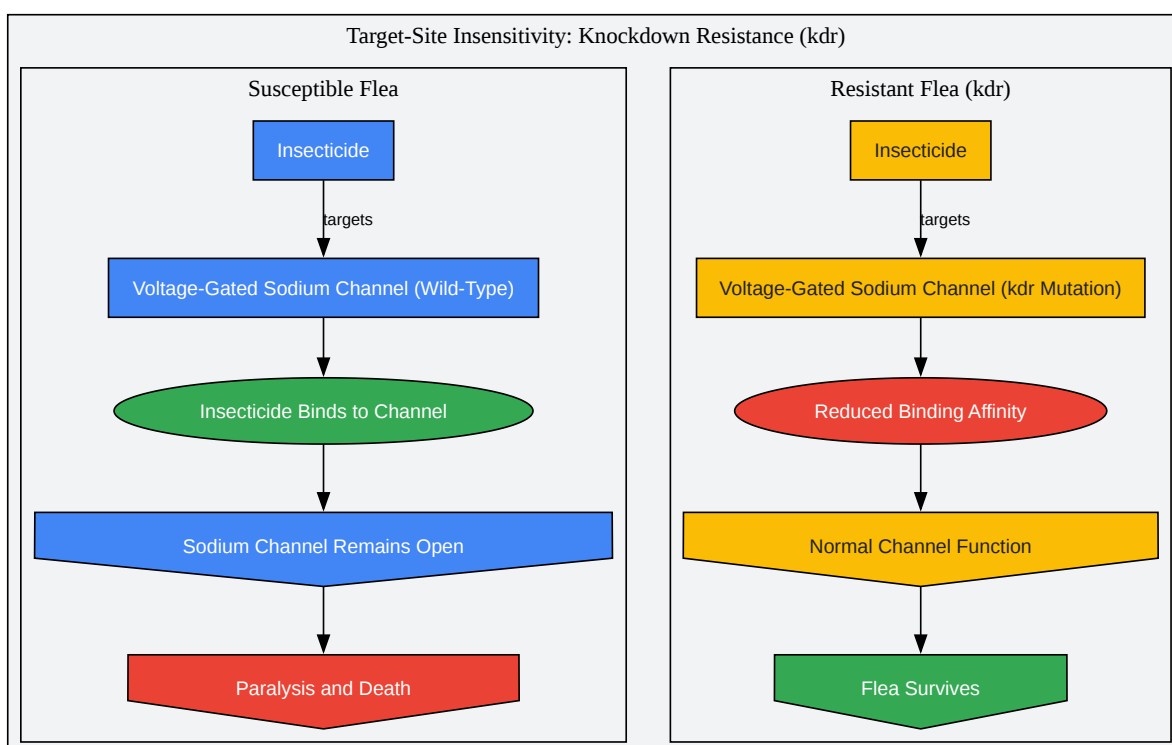 Target-Site Insensitivity: Knockdown Resistance (kdr)
Susceptible Flea
Insecticide
targets
Voltage-Gated Sodium Channel (Wild-Type)
Insecticide Binds to Channel
Sodium Channel Remains Open
Paralysis and Death
Resistant Flea (kdr)
Insecticide
targets
Voltage-Gated Sodium Channel (kdr Mutation)
Reduced Binding Affinity
Normal Channel Function
Flea Survives